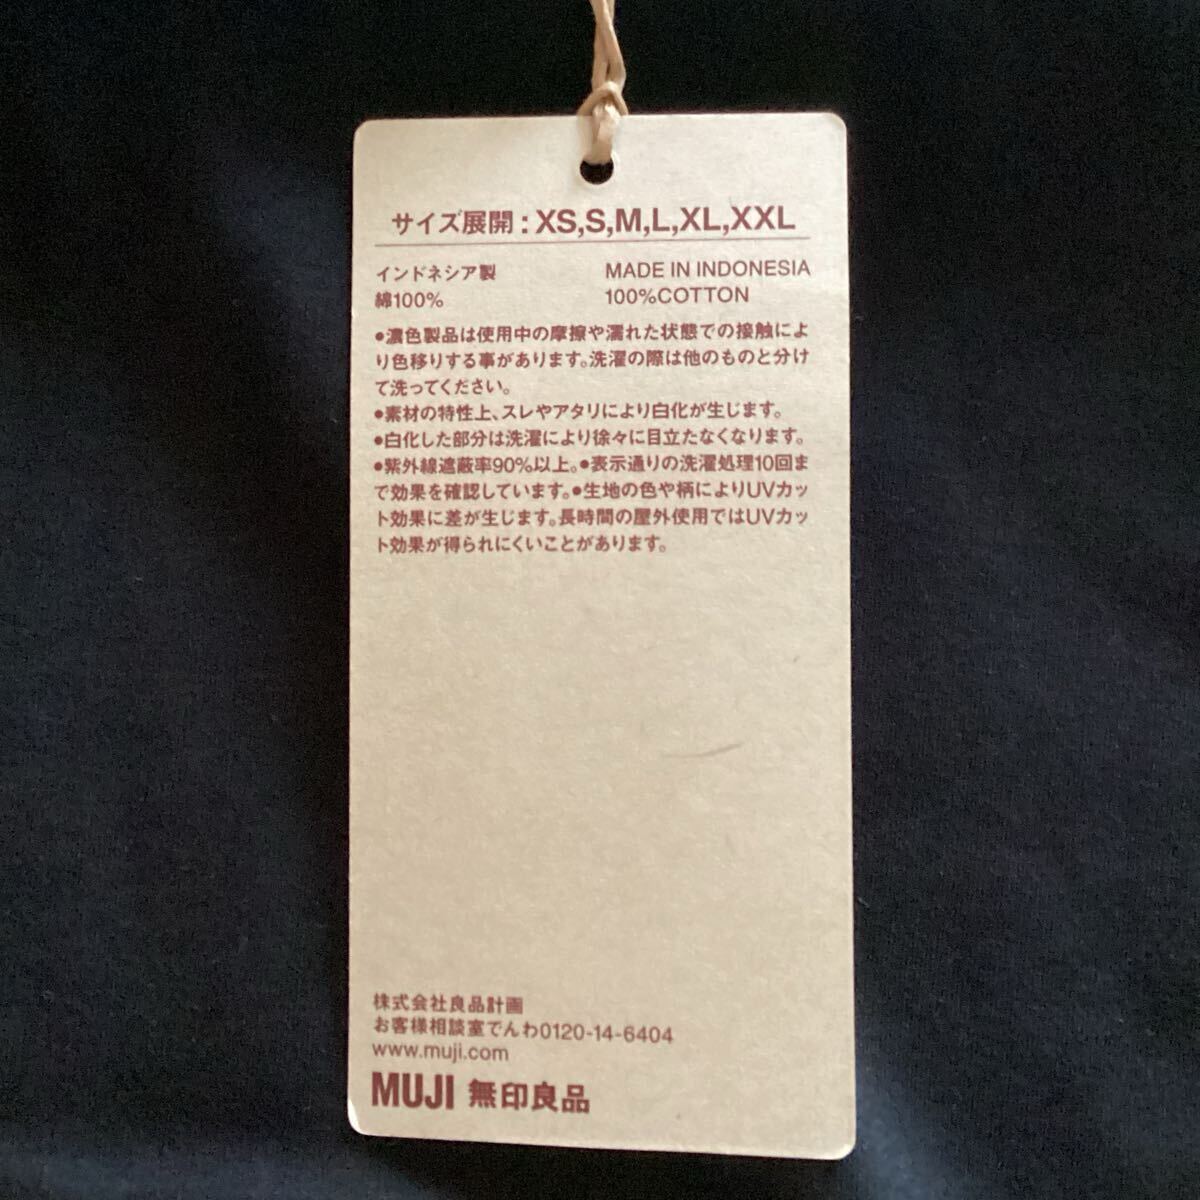 サイズ展開：XS,S,M,L,XL,XXL
インドネシア製 MADE IN INDONESIA
綿100% 100%COTTON
●濃色製品は使用中の摩擦や濡れた状態での接触によ
り色移りする事があります。洗濯の際は他のものと分け
て洗ってください。
●素材の特性上、スレやアタリにより白化が生じます。
●白化した部分は洗濯により徐々に目立たなくなります。
●紫外線遮蔽率90%以上。●表示通りの洗濯処理10回ま
で効果を確認しています。●生地の色や柄によりUVカッ
ト効果に差が生じます。長時間の屋外使用ではUVカッ
ト効果が得られにくいことがあります。
株式会社良品計画
お客様相談室でんわ0120-14-6404
www.muji.com
MUJI 無印良品